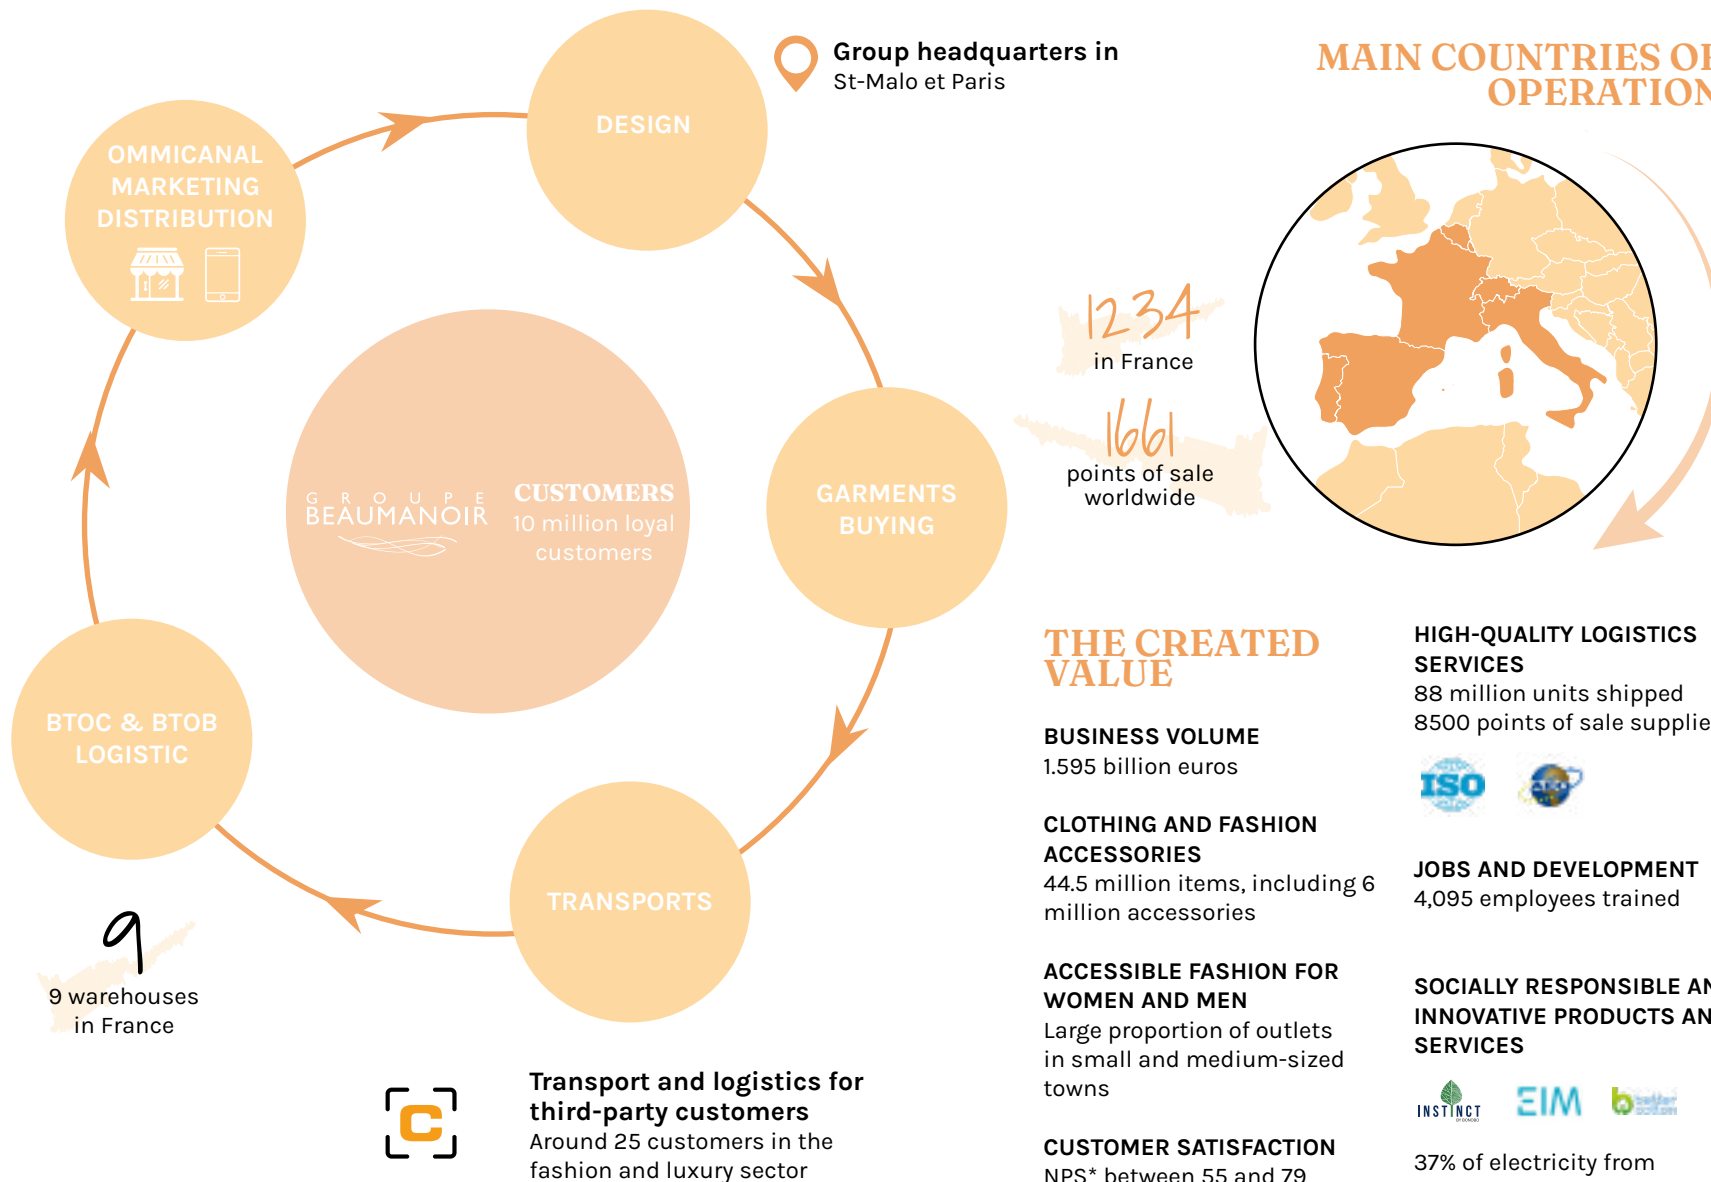 Group headquarters in
St-Malo et Paris
DESIGN
OMMICANAL
MARKETING
DISTRIBUTION
GROUPE
BEAUMANOIR
CUSTOMERS
10 million loyal
customers
GARMENTS
BUYING
BTOC & BTOB
LOGISTIC
TRANSPORTS
9
9 warehouses
in France
C
Transport and logistics for
third-party customers
Around 25 customers in the
fashion and luxury sector
MAIN COUNTRIES OF
OPERATION
1234
in France
1661
points of sale
worldwide
THE CREATED
VALUE
BUSINESS VOLUME
1.595 billion euros
CLOTHING AND FASHION
ACCESSORIES
44.5 million items, including 6
million accessories
ACCESSIBLE FASHION FOR
WOMEN AND MEN
Large proportion of outlets
in small and medium-sized
towns
CUSTOMER SATISFACTION
NPS* between 55 and 79
HIGH-QUALITY LOGISTICS
SERVICES
88 million units shipped
8500 points of sale supplie
ISO
AEO
JOBS AND DEVELOPMENT
4,095 employees trained
SOCIALLY RESPONSIBLE AN
INNOVATIVE PRODUCTS AN
SERVICES
INSTINCT
BY BONOBO
EIM
better
cotton
37% of electricity from